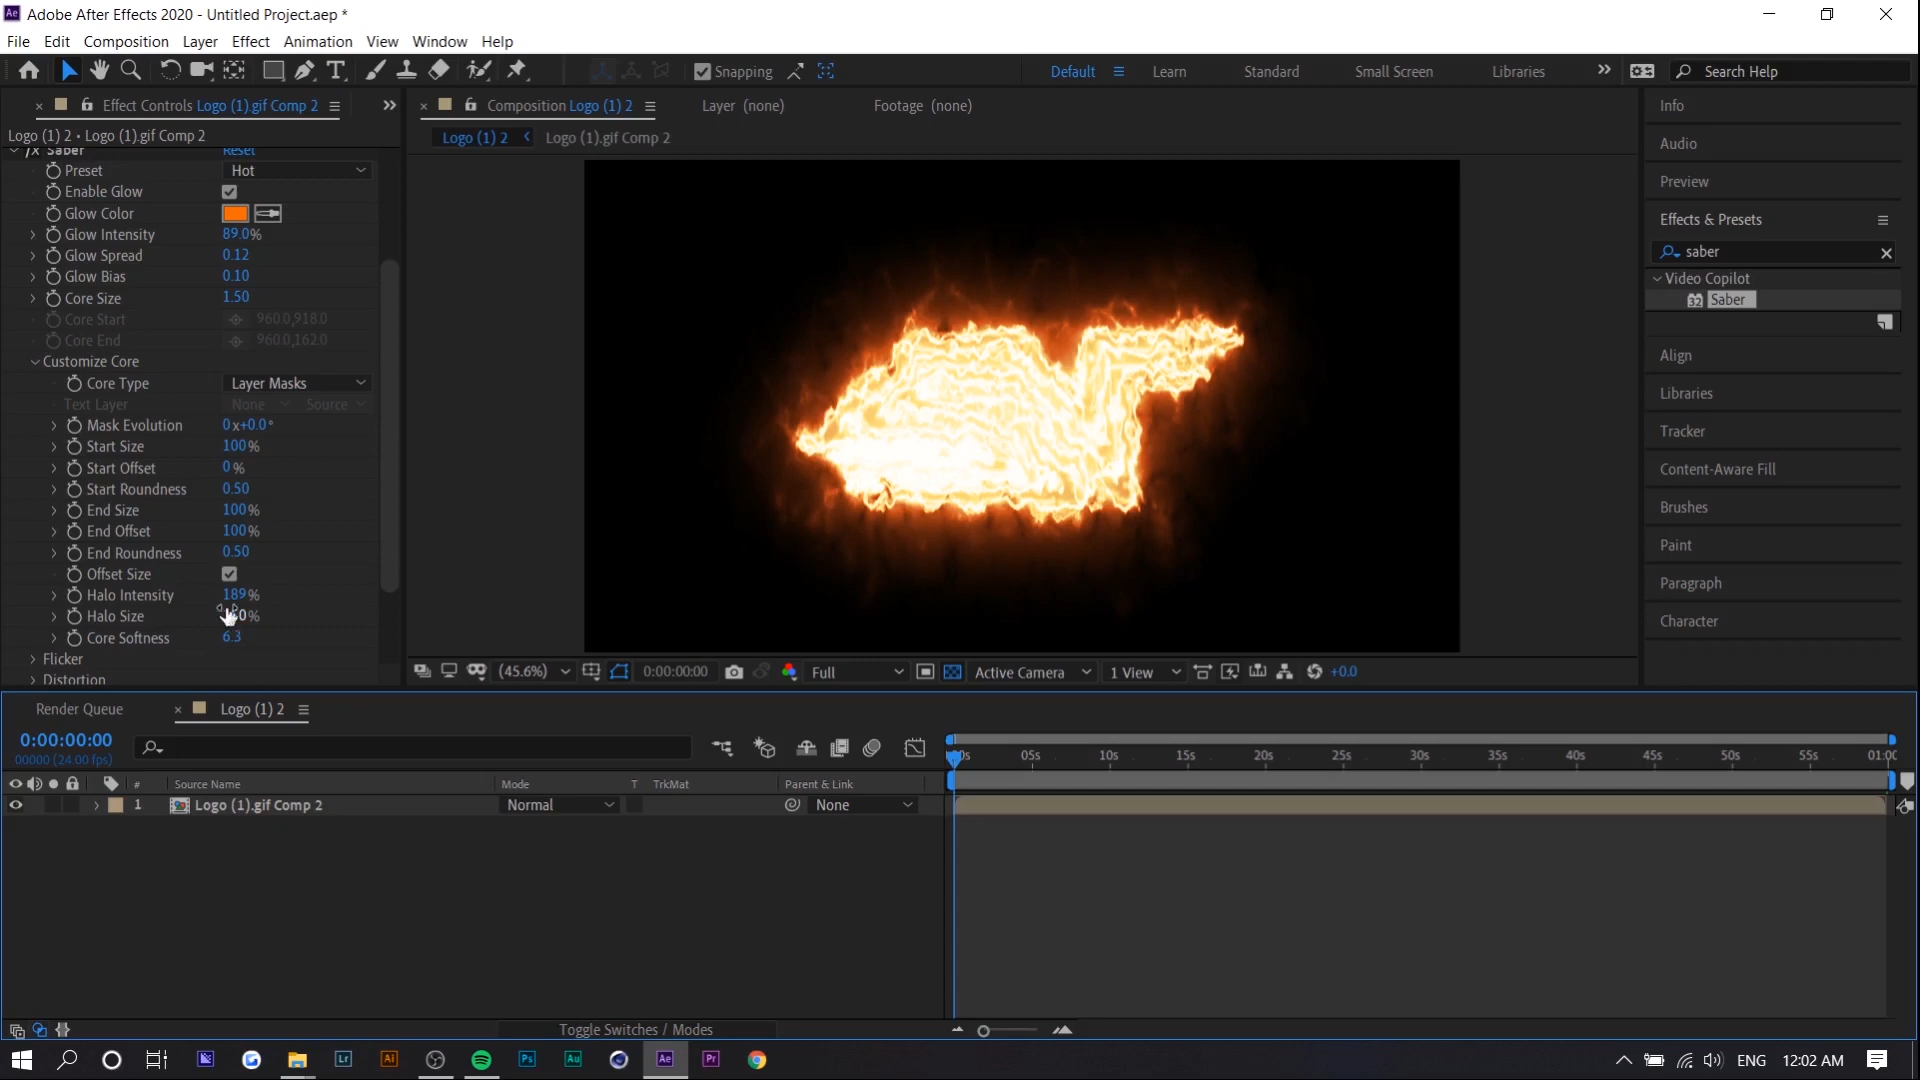 Adobe After Effects 2020 - Untitled Project.aep *
File Edit Composition Layer Effect Animation View Window Help
Snapping Default Learn Standard Small Screen Libraries Search Help
Effect Controls Logo (1).gif Comp 2
Composition Logo (1) 2 Layer (none) Footage (none)
Logo (1) 2 • Logo (1).gif Comp 2
Logo (1) 2 Logo (1).gif Comp 2
fx Saber Reset
Preset Hot
Enable Glow
Glow Color
Glow Intensity 89.0%
Glow Spread 0.12
Glow Bias 0.10
Core Size 1.50
Core Start 960.0,918.0
Core End 960.0,162.0
Customize Core
Core Type Layer Masks
Text Layer None Source
Mask Evolution 0x+0.0°
Start Size 100%
Start Offset 0%
Start Roundness 0.50
End Size 100%
End Offset 100%
End Roundness 0.50
Offset Size
Halo Intensity 189%
Halo Size
Core Softness 6.3
Flicker
Distortion
(45.6%) 0:00:00:00 Full Active Camera 1 View +0.0
Info
Audio
Preview
Effects & Presets
saber
Video Copilot
32 Saber
Align
Libraries
Tracker
Content-Aware Fill
Brushes
Paint
Paragraph
Character
Render Queue Logo (1) 2
0:00:00:00
00000 (24.00 fps)
05s 10s 15s 20s 25s 30s 35s 40s 45s 50s 55s
# Source Name Mode T TrkMat Parent & Link
1 Logo (1).gif Comp 2 Normal None
Toggle Switches / Modes
Lr Ai Ps Au Ae Pr ENG 12:02 AM